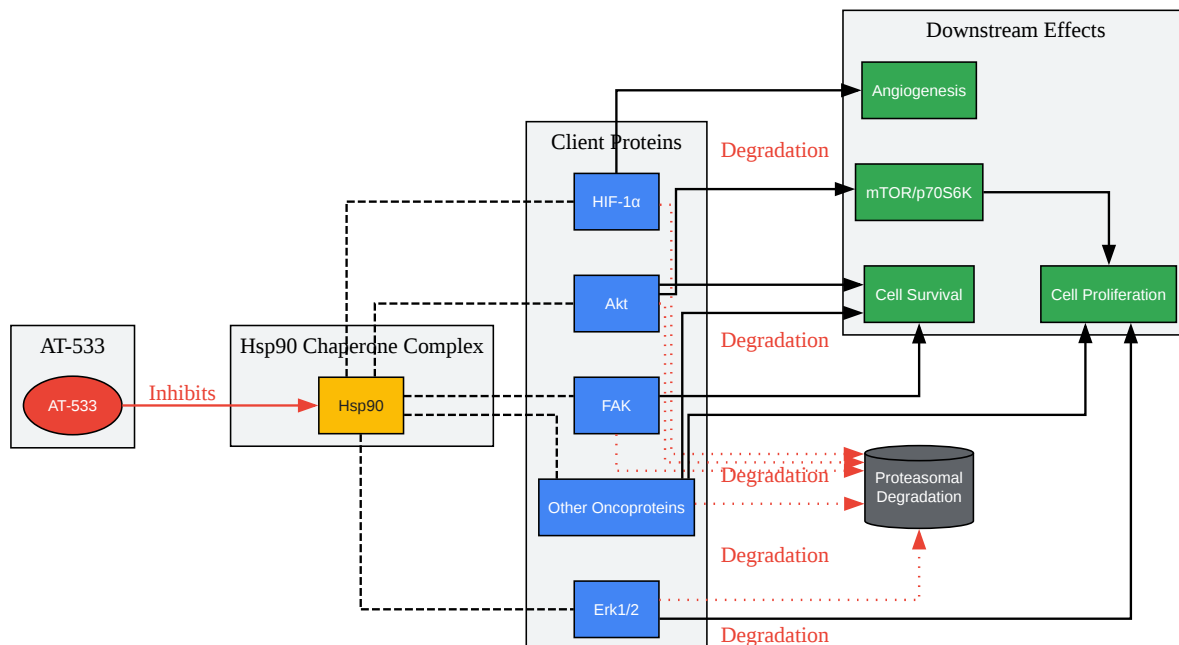 Downstream Effects
Angiogenesis
Client Proteins
Degradation
HIF-1α
mTOR/p70S6K
Akt
Cell Survival
Cell Proliferation
AT-533
Hsp90 Chaperone Complex
Degradation
AT-533
Inhibits
Hsp90
FAK
Degradation
Proteasomal
Degradation
Other Oncoproteins
Degradation
Erk1/2
Degradation